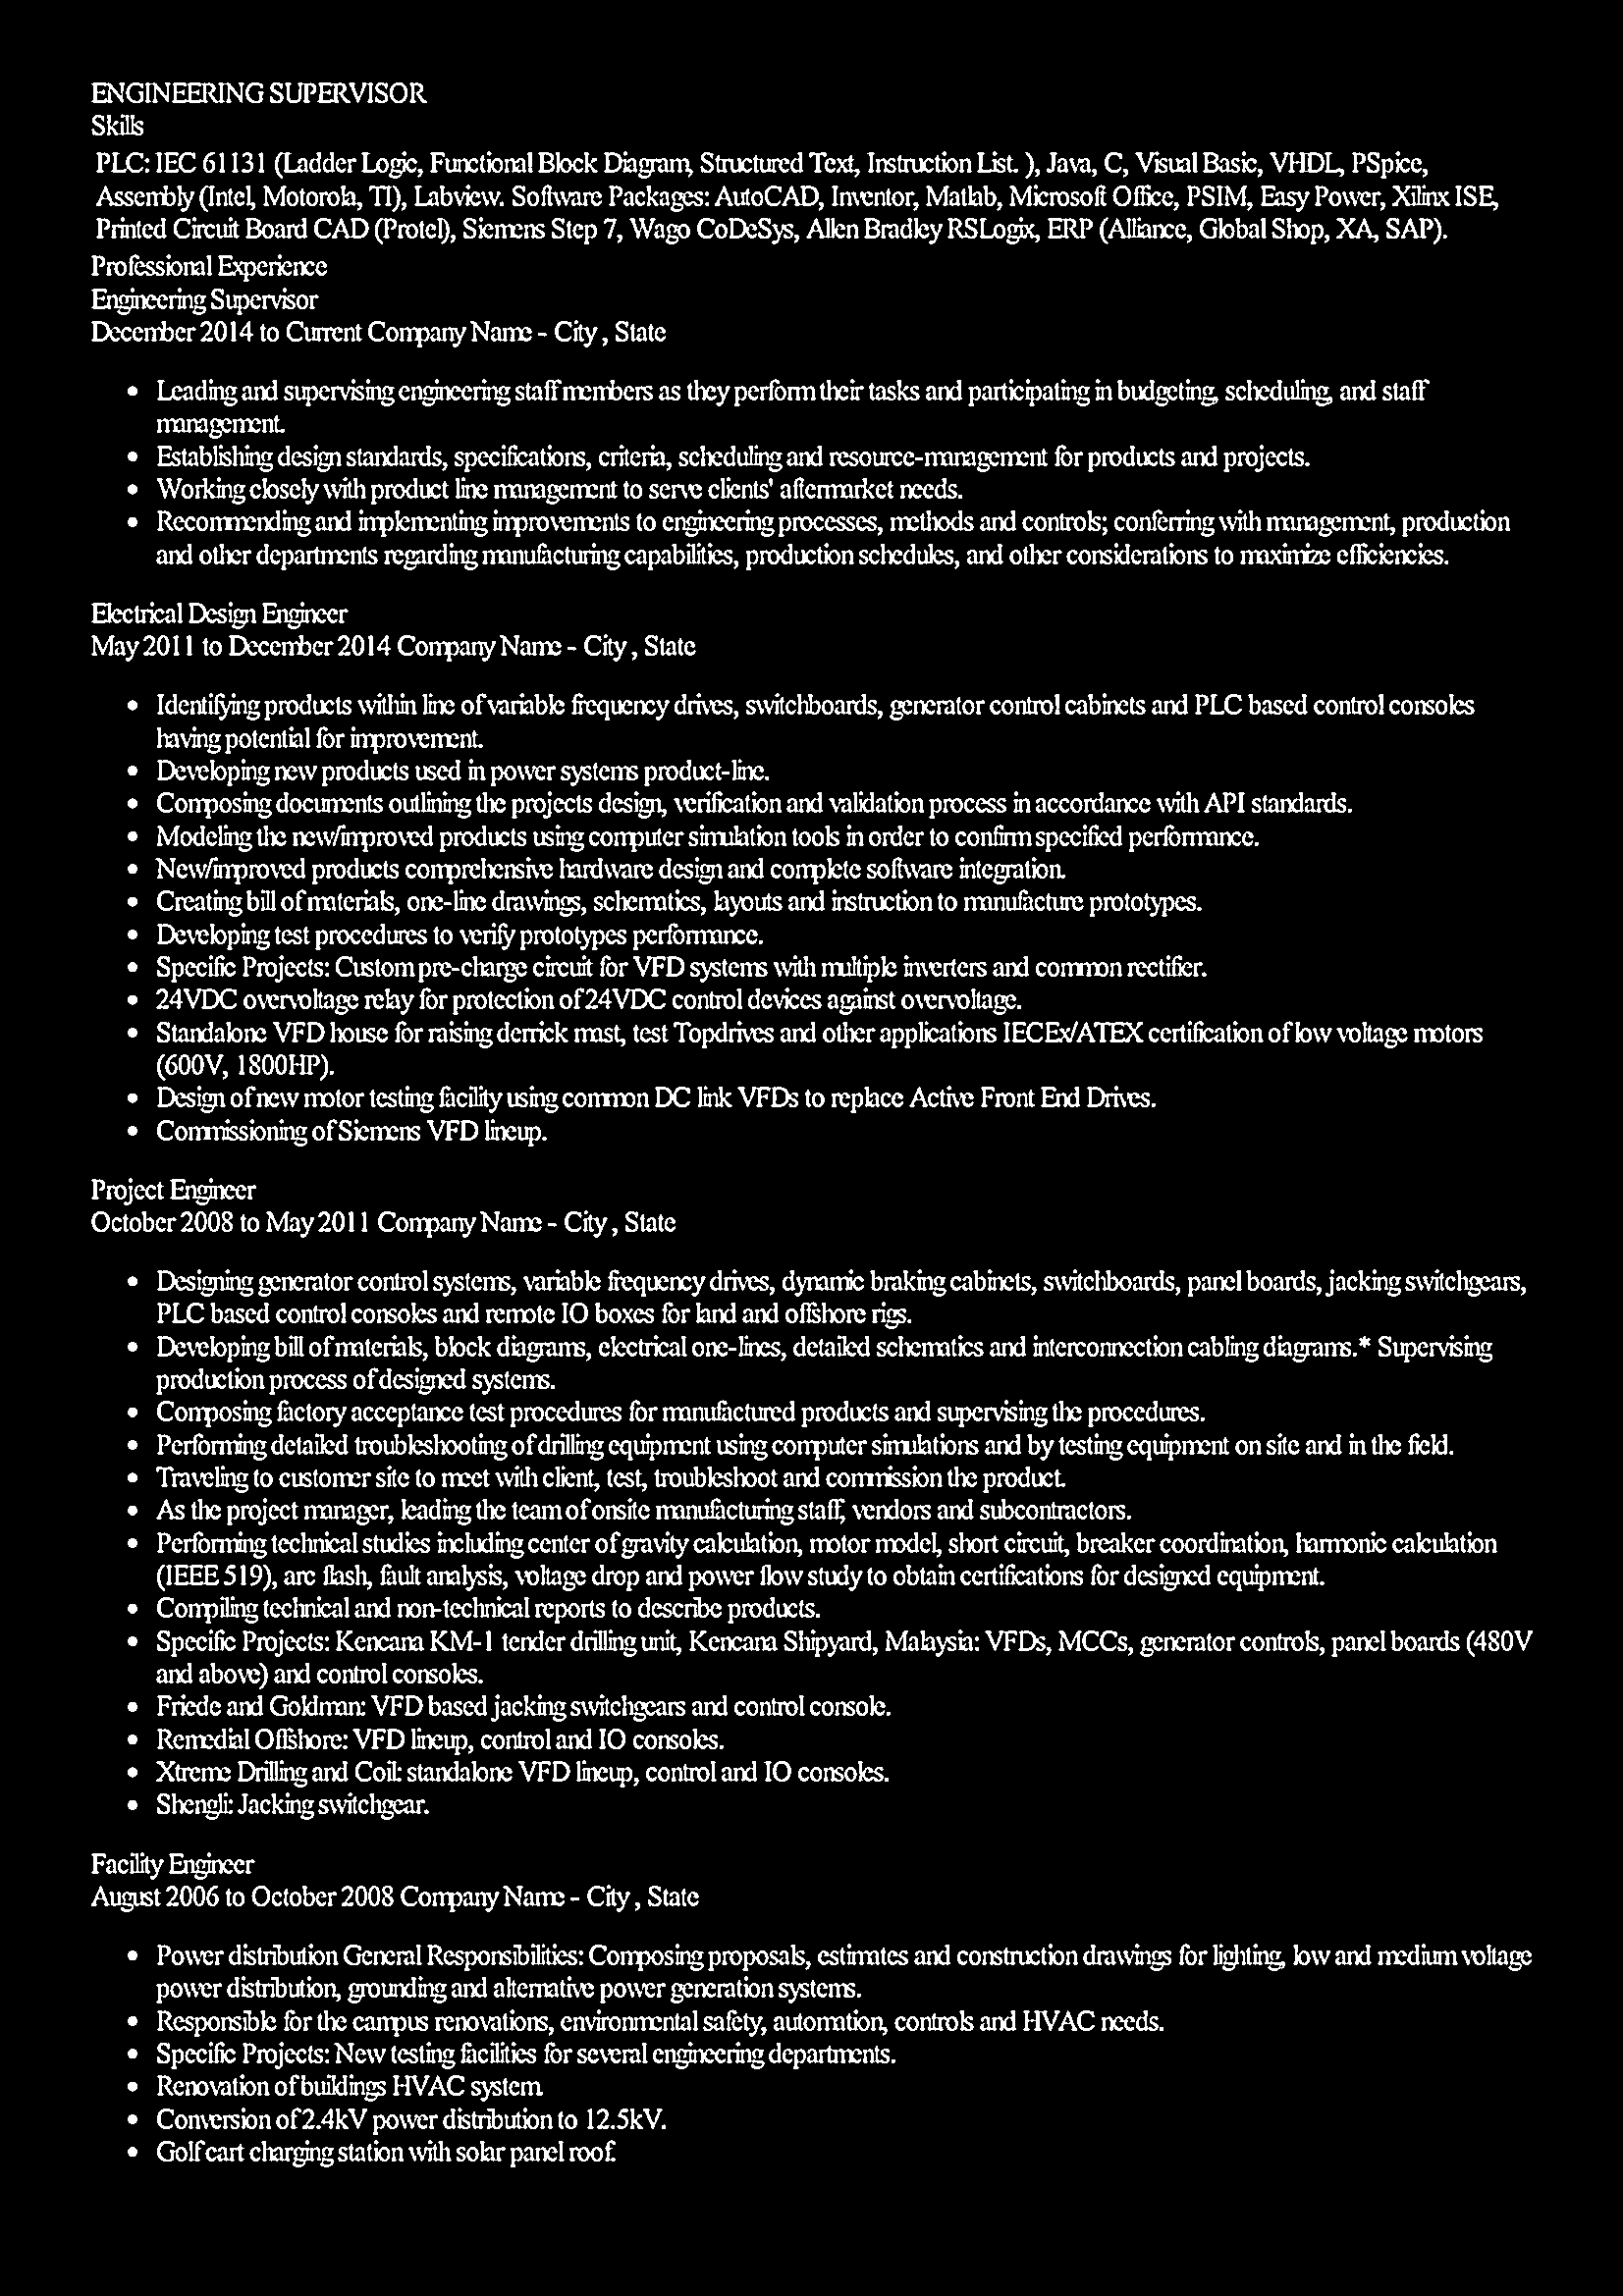 ENGINEERING SUPERVISOR
Skills
PLC: IEC 61131 (Ladder Logic, Functional Block Diagram, Structured Text, Instruction List. ), Java, C, Visual Basic, VHDL, PSpice,
Assembly (Intel, Motorola, TI), Labview. Software Packages: AutoCAD, Inventor, Matlab, Microsoft Office, PSIM, Easy Power, Xilinx ISE,
Printed Circuit Board CAD (Protel), Siemens Step 7, Wago CoDeSys, Allen Bradley RSLogix, ERP (Alliance, Global Shop, XA, SAP).
Professional Experience
Engineering Supervisor
December 2014 to Current Company Name - City , State
• Leading and supervising engineering staff members as they perform their tasks and participating in budgeting, scheduling, and staff
management.
• Establishing design standards, specifications, criteria, scheduling and resource-management for products and projects.
• Working closely with product line management to serve clients' aftermarket needs.
• Recommending and implementing improvements to engineering processes, methods and controls; conferring with management, production
and other departments regarding manufacturing capabilities, production schedules, and other considerations to maximize efficiencies.
Electrical Design Engineer
May 2011 to December 2014 Company Name - City , State
• Identifying products within line of variable frequency drives, switchboards, generator control cabinets and PLC based control consoles
having potential for improvement.
• Developing new products used in power systems product-line.
• Composing documents outlining the projects design, verification and validation process in accordance with API standards.
• Modeling the new/improved products using computer simulation tools in order to confirm specified performance.
• New/improved products comprehensive hardware design and complete software integration.
• Creating bill of materials, one-line drawings, schematics, layouts and instruction to manufacture prototypes.
• Developing test procedures to verify prototypes performance.
• Specific Projects: Custom pre-charge circuit for VFD systems with multiple inverters and common rectifier.
• 24VDC overvoltage relay for protection of 24VDC control devices against overvoltage.
• Standalone VFD house for raising derrick mast, test Topdrives and other applications IECEx/ATEX certification of low voltage motors
(600V, 1800HP).
• Design of new motor testing facility using common DC link VFDs to replace Active Front End Drives.
• Commissioning of Siemens VFD lineup.
Project Engineer
October 2008 to May 2011 Company Name - City , State
• Designing generator control systems, variable frequency drives, dynamic braking cabinets, switchboards, panel boards, jacking switchgears,
PLC based control consoles and remote IO boxes for land and offshore rigs.
• Developing bill of materials, block diagrams, electrical one-lines, detailed schematics and interconnection cabling diagrams.* Supervising
production process of designed systems.
• Composing factory acceptance test procedures for manufactured products and supervising the procedures.
• Performing detailed troubleshooting of drilling equipment using computer simulations and by testing equipment on site and in the field.
• Traveling to customer site to meet with client, test, troubleshoot and commission the product.
• As the project manager, leading the team of onsite manufacturing staff, vendors and subcontractors.
• Performing technical studies including center of gravity calculation, motor model, short circuit, breaker coordination, harmonic calculation
(IEEE 519), arc flash, fault analysis, voltage drop and power flow study to obtain certifications for designed equipment.
• Compiling technical and non-technical reports to describe products.
• Specific Projects: Kencana KM-1 tender drilling unit, Kencana Shipyard, Malaysia: VFDs, MCCs, generator controls, panel boards (480V
and above) and control consoles.
• Friede and Goldman: VFD based jacking switchgears and control console.
• Remedial Offshore: VFD lineup, control and IO consoles.
• Xtreme Drilling and Coil: standalone VFD lineup, control and IO consoles.
• Shengli: Jacking switchgear.
Facility Engineer
August 2006 to October 2008 Company Name - City , State
• Power distribution General Responsibilities: Composing proposals, estimates and construction drawings for lighting, low and medium voltage
power distribution, grounding and alternative power generation systems.
• Responsible for the campus renovations, environmental safety, automation, controls and HVAC needs.
• Specific Projects: New testing facilities for several engineering departments.
• Renovation of buildings HVAC system.
• Conversion of 2.4kV power distribution to 12.5kV.
• Golf cart charging station with solar panel roof.